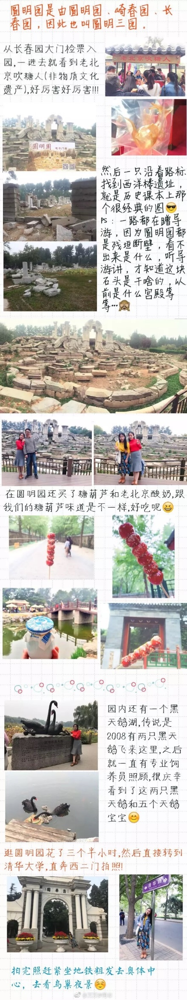 圆明园是由圆明园、崎春园、长
春园，因此也叫圆明三园。
从长春园大门检票入
园,一进去就看到老北
京吹糖人(非物质文化
遗产),好厉害好厉害!!!
老北京吹糖人
圆明园 电子门票
然后一只沿着路标
找到西洋楼遗址，
就是历史课本上那
个很经典的图😎
PS：一路都在蹭导
游，因为圆明园都
是残垣断壁，看不
出来是什么，听导
游讲，才知道这块
石头是干啥的，以
前是什么宫殿等
等…🙈
在圆明园还买了糖葫芦和老北京酸奶,跟
我们的糖葫芦味道是不一样,好吃呢😆
园内还有一个黑
天鹅湖,传说是
2008有两只黑天
鹅飞来这里,之后
就一直有专业饲
养员照顾,很庆幸
看到了这两只黑
天鹅和五个天鹅
宝宝😊
逛圆明园花了三个半小时,然后直接转到
清华大学,直奔西二门拍照!
園華清
清华路
拍完照赶紧坐地铁粗发去奥体中
心，去看鸟巢夜景☺️